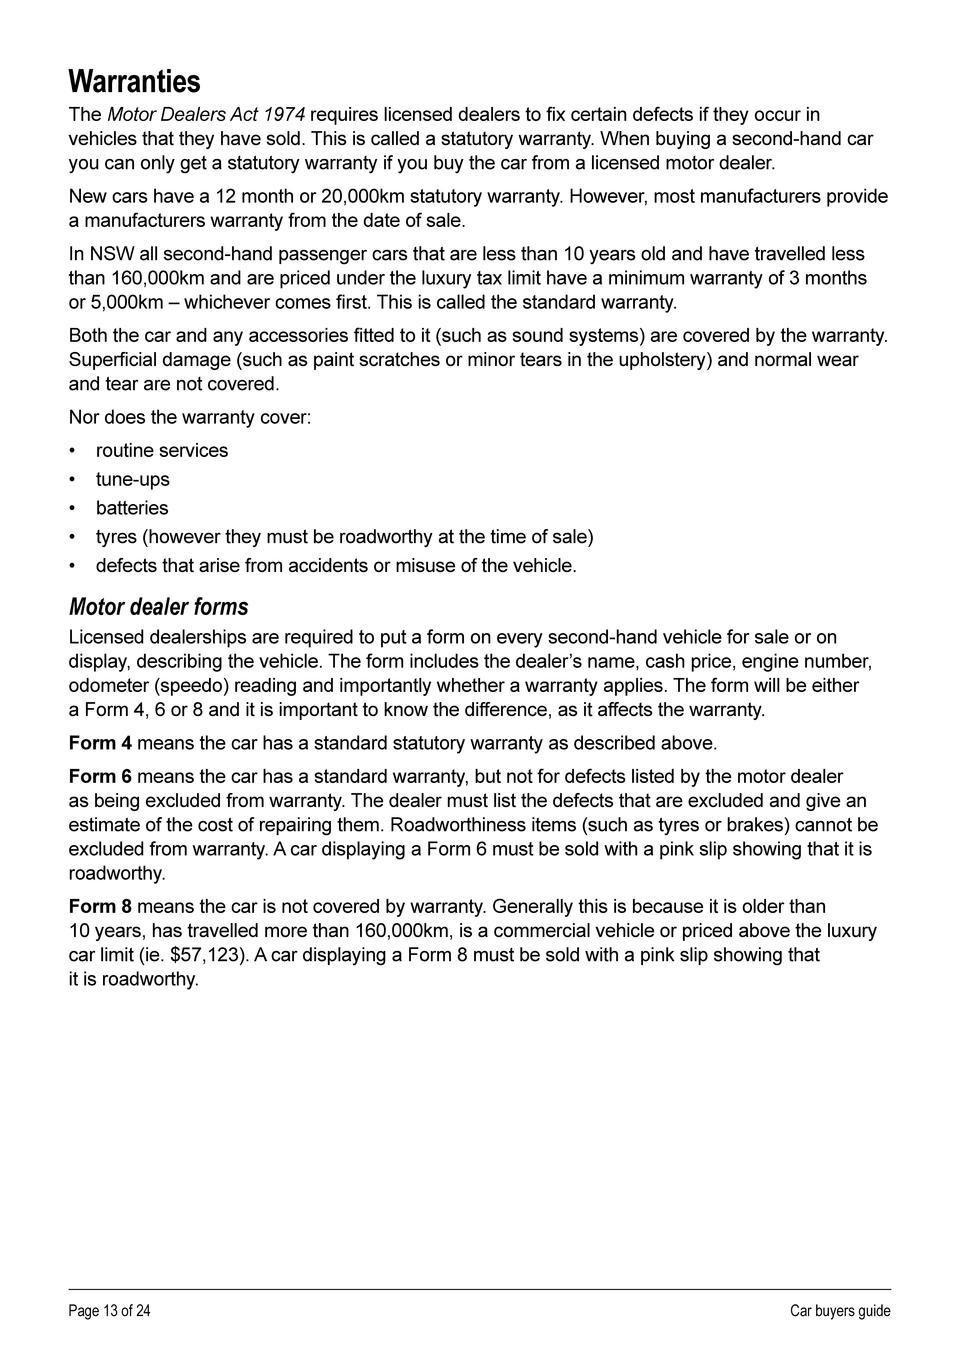 Warranties
The Motor Dealers Act 1974 requires licensed dealers to fix certain defects if they occur in
vehicles that they have sold. This is called a statutory warranty. When buying a second-hand car
you can only get a statutory warranty if you buy the car from a licensed motor dealer.
New cars have a 12 month or 20,000km statutory warranty. However, most manufacturers provide
a manufacturers warranty from the date of sale.
In NSW all second-hand passenger cars that are less than 10 years old and have travelled less
than 160,000km and are priced under the luxury tax limit have a minimum warranty of 3 months
or 5,000km – whichever comes first. This is called the standard warranty.
Both the car and any accessories fitted to it (such as sound systems) are covered by the warranty.
Superficial damage (such as paint scratches or minor tears in the upholstery) and normal wear
and tear are not covered.
Nor does the warranty cover:
• routine services
• tune-ups
• batteries
• tyres (however they must be roadworthy at the time of sale)
• defects that arise from accidents or misuse of the vehicle.
Motor dealer forms
Licensed dealerships are required to put a form on every second-hand vehicle for sale or on
display, describing the vehicle. The form includes the dealer’s name, cash price, engine number,
odometer (speedo) reading and importantly whether a warranty applies. The form will be either
a Form 4, 6 or 8 and it is important to know the difference, as it affects the warranty.
Form 4 means the car has a standard statutory warranty as described above.
Form 6 means the car has a standard warranty, but not for defects listed by the motor dealer
as being excluded from warranty. The dealer must list the defects that are excluded and give an
estimate of the cost of repairing them. Roadworthiness items (such as tyres or brakes) cannot be
excluded from warranty. A car displaying a Form 6 must be sold with a pink slip showing that it is
roadworthy.
Form 8 means the car is not covered by warranty. Generally this is because it is older than
10 years, has travelled more than 160,000km, is a commercial vehicle or priced above the luxury
car limit (ie. $57,123). A car displaying a Form 8 must be sold with a pink slip showing that
it is roadworthy.
Page 13 of 24
Car buyers guide